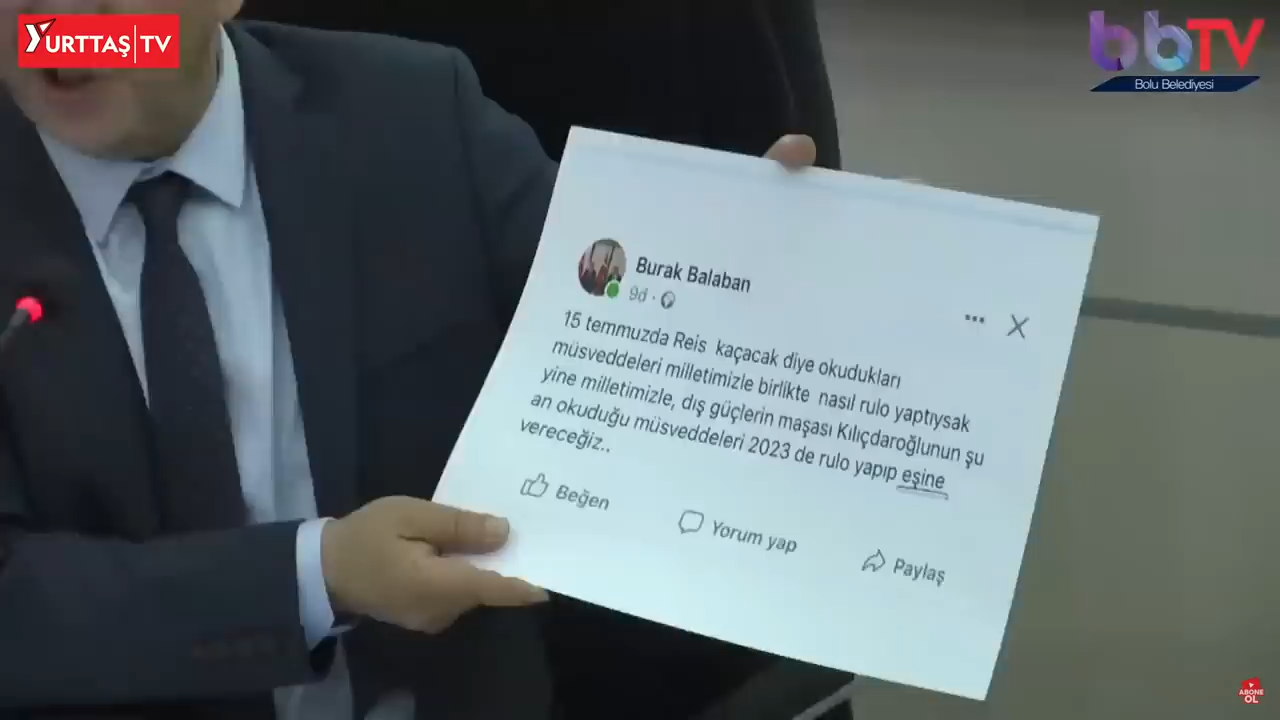 YURTTAŞ|TV
bbTV
Bolu Belediyesi
Burak Balaban
9d ·
15 temmuzda Reis kaçacak diye okudukları
müsveddeleri milletimizle birlikte nasıl rulo yaptıysak
yine milletimizle, dış güçlerin maşası Kılıçdaroğlunun şu
an okuduğu müsveddeleri 2023 de rulo yapıp eşine
vereceğiz..
Beğen
Yorum yap
Paylaş
ABONE
OL